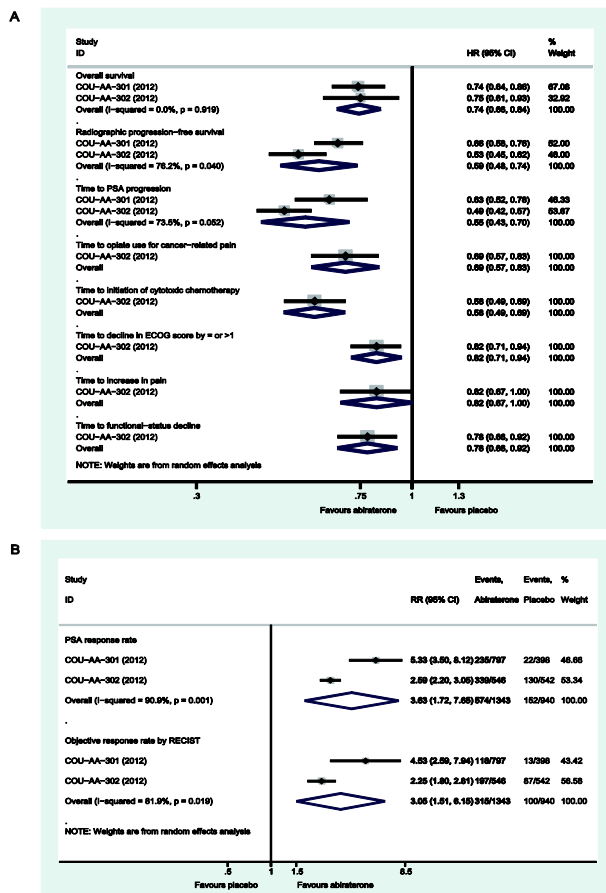 A
Study %
ID HR (95% CI) Weight
Overall survival
COU-AA-301 (2012) 0.74 (0.64, 0.86) 67.08
COU-AA-302 (2012) 0.75 (0.61, 0.93) 32.92
Overall (I-squared = 0.0%, p = 0.919) 0.74 (0.66, 0.84) 100.00
.
Radiographic progression-free survival
COU-AA-301 (2012) 0.66 (0.58, 0.76) 52.00
COU-AA-302 (2012) 0.53 (0.45, 0.62) 48.00
Overall (I-squared = 76.2%, p = 0.040) 0.59 (0.48, 0.74) 100.00
.
Time to PSA progression
COU-AA-301 (2012) 0.63 (0.52, 0.78) 46.33
COU-AA-302 (2012) 0.49 (0.42, 0.57) 53.67
Overall (I-squared = 73.5%, p = 0.052) 0.55 (0.43, 0.70) 100.00
.
Time to opiate use for cancer-related pain
COU-AA-302 (2012) 0.69 (0.57, 0.83) 100.00
Overall 0.69 (0.57, 0.83) 100.00
.
Time to initiation of cytotoxic chemotherapy
COU-AA-302 (2012) 0.58 (0.49, 0.69) 100.00
Overall 0.58 (0.49, 0.69) 100.00
.
Time to decline in ECOG score by = or >1
COU-AA-302 (2012) 0.82 (0.71, 0.94) 100.00
Overall 0.82 (0.71, 0.94) 100.00
.
Time to increase in pain
COU-AA-302 (2012) 0.82 (0.67, 1.00) 100.00
Overall 0.82 (0.67, 1.00) 100.00
.
Time to functional-status decline
COU-AA-302 (2012) 0.78 (0.66, 0.92) 100.00
Overall 0.78 (0.66, 0.92) 100.00
NOTE: Weights are from random effects analysis
.3 .75 1 1.3
Favours abiraterone Favours placebo
B
Study Events, Events, %
ID RR (95% CI) Abiraterone Placebo Weight
PSA response rate
COU-AA-301 (2012) 5.33 (3.50, 8.12) 235/797 22/398 46.66
COU-AA-302 (2012) 2.59 (2.20, 3.05) 339/546 130/542 53.34
Overall (I-squared = 90.9%, p = 0.001) 3.63 (1.72, 7.65) 574/1343 152/940 100.00
.
Objective response rate by RECIST
COU-AA-301 (2012) 4.53 (2.59, 7.94) 118/797 13/398 43.42
COU-AA-302 (2012) 2.25 (1.80, 2.81) 197/546 87/542 56.58
Overall (I-squared = 81.9%, p = 0.019) 3.05 (1.51, 6.15) 315/1343 100/940 100.00
.
NOTE: Weights are from random effects analysis
.5 1 1.5 8.5
Favours placebo Favours abiraterone